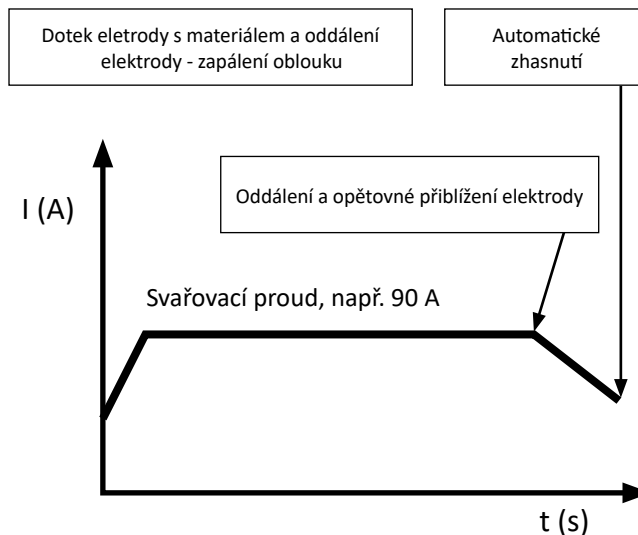 Dotek eletrody s materiálem a oddálení
elektrody - zapálení oblouku
Automatické
zhasnutí
Oddálení a opětovné přiblížení elektrody
I (A)
Svařovací proud, např. 90 A
t (s)